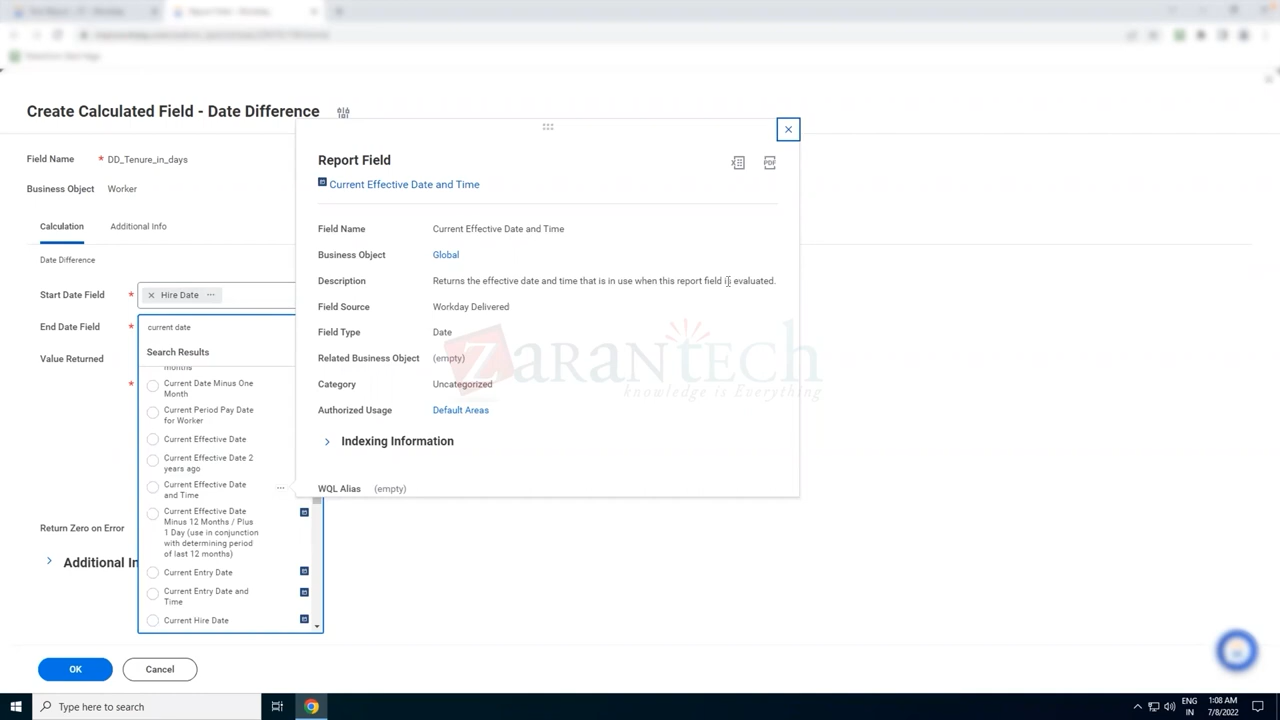 Create Calculated Field - Date Difference
Field Name * DD_Tenure_in_days
Business Object Worker
Calculation Additional Info
Date Difference
Start Date Field * Hire Date
End Date Field * current date
Value Returned
*
Search Results
months
Current Date Minus One
Month
Current Period Pay Date
for Worker
Current Effective Date
Current Effective Date 2
years ago
Current Effective Date
and Time
Current Effective Date
Minus 12 Months / Plus
1 Day (use in conjunction
with determining period
of last 12 months)
Current Entry Date
Current Entry Date and
Time
Current Hire Date
Return Zero on Error
Additional In
Report Field
PDF
Current Effective Date and Time
Field Name Current Effective Date and Time
Business Object Global
Description Returns the effective date and time that is in use when this report field is evaluated.
Field Source Workday Delivered
Field Type Date
Related Business Object (empty)
Category Uncategorized
Authorized Usage Default Areas
Indexing Information
WQL Alias (empty)
ZARANTECH
knowledge is Everything
OK Cancel
Type here to search
ENG
IN
1:08 AM
7/8/2022